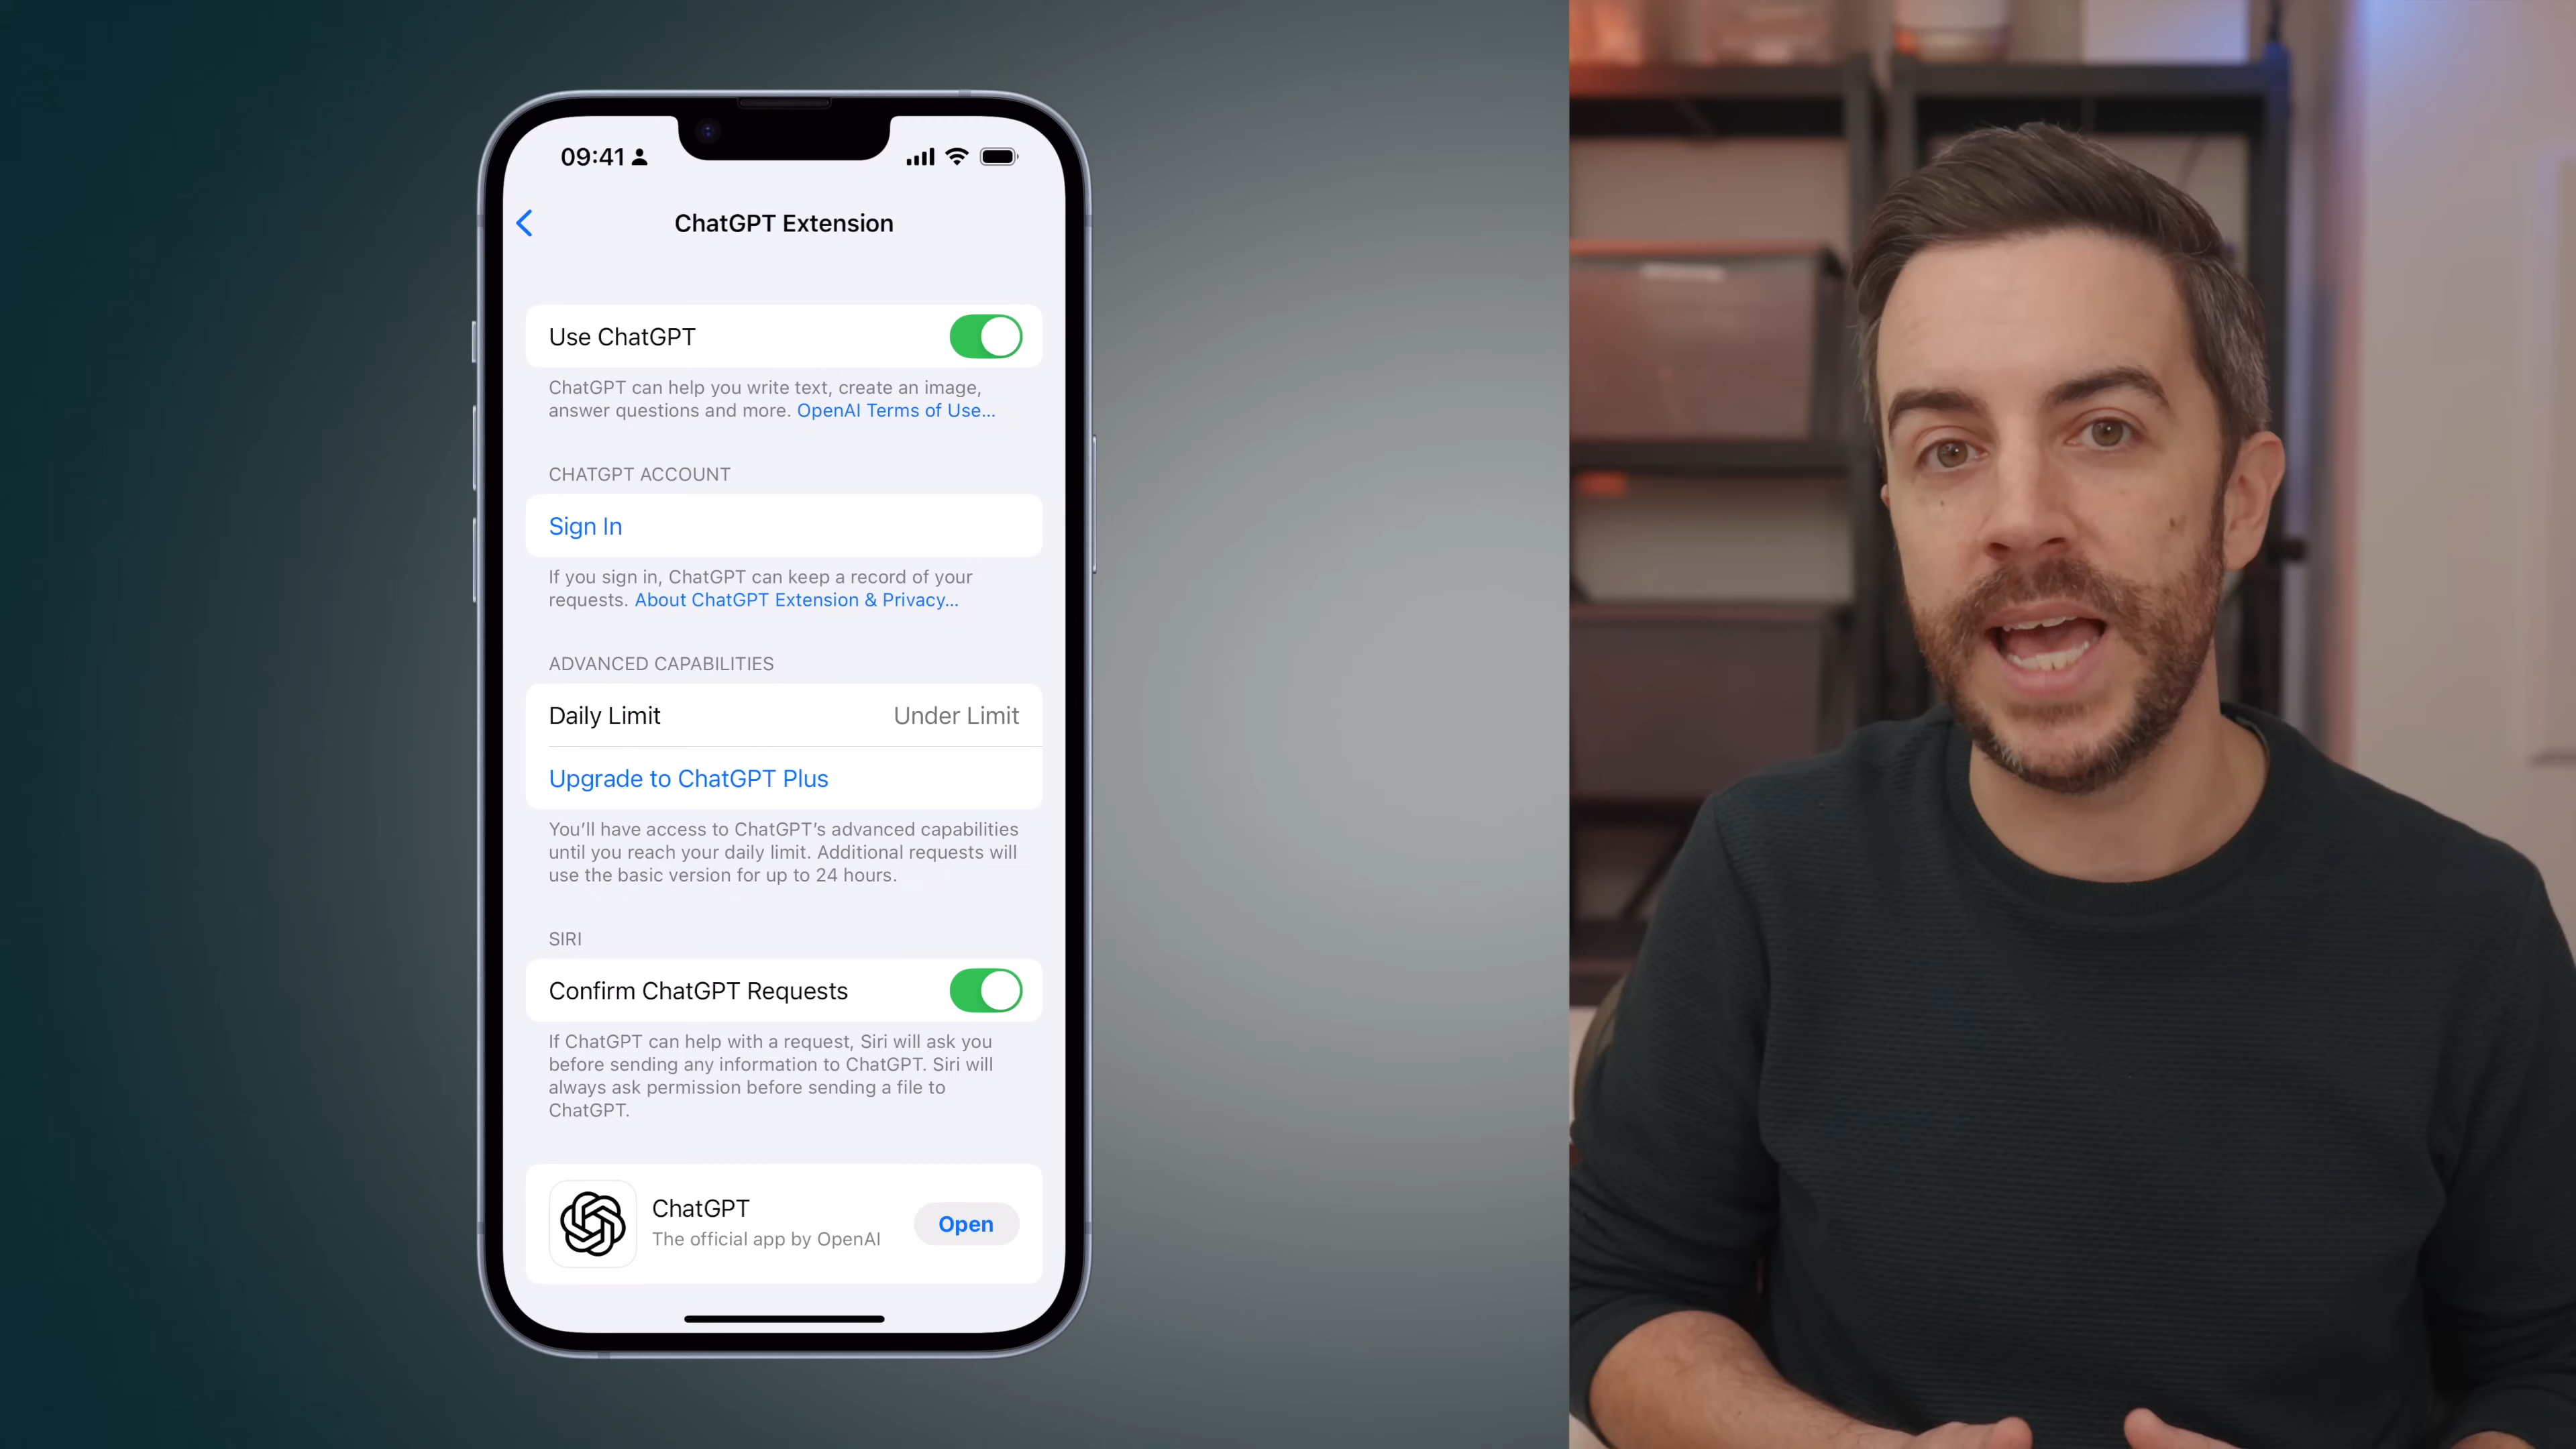 09:41
ChatGPT Extension
Use ChatGPT
ChatGPT can help you write text, create an image,
answer questions and more. OpenAI Terms of Use...
CHATGPT ACCOUNT
Sign In
If you sign in, ChatGPT can keep a record of your
requests. About ChatGPT Extension & Privacy...
ADVANCED CAPABILITIES
Daily Limit Under Limit
Upgrade to ChatGPT Plus
You’ll have access to ChatGPT’s advanced capabilities
until you reach your daily limit. Additional requests will
use the basic version for up to 24 hours.
SIRI
Confirm ChatGPT Requests
If ChatGPT can help with a request, Siri will ask you
before sending any information to ChatGPT. Siri will
always ask permission before sending a file to
ChatGPT.
ChatGPT
The official app by OpenAI
Open